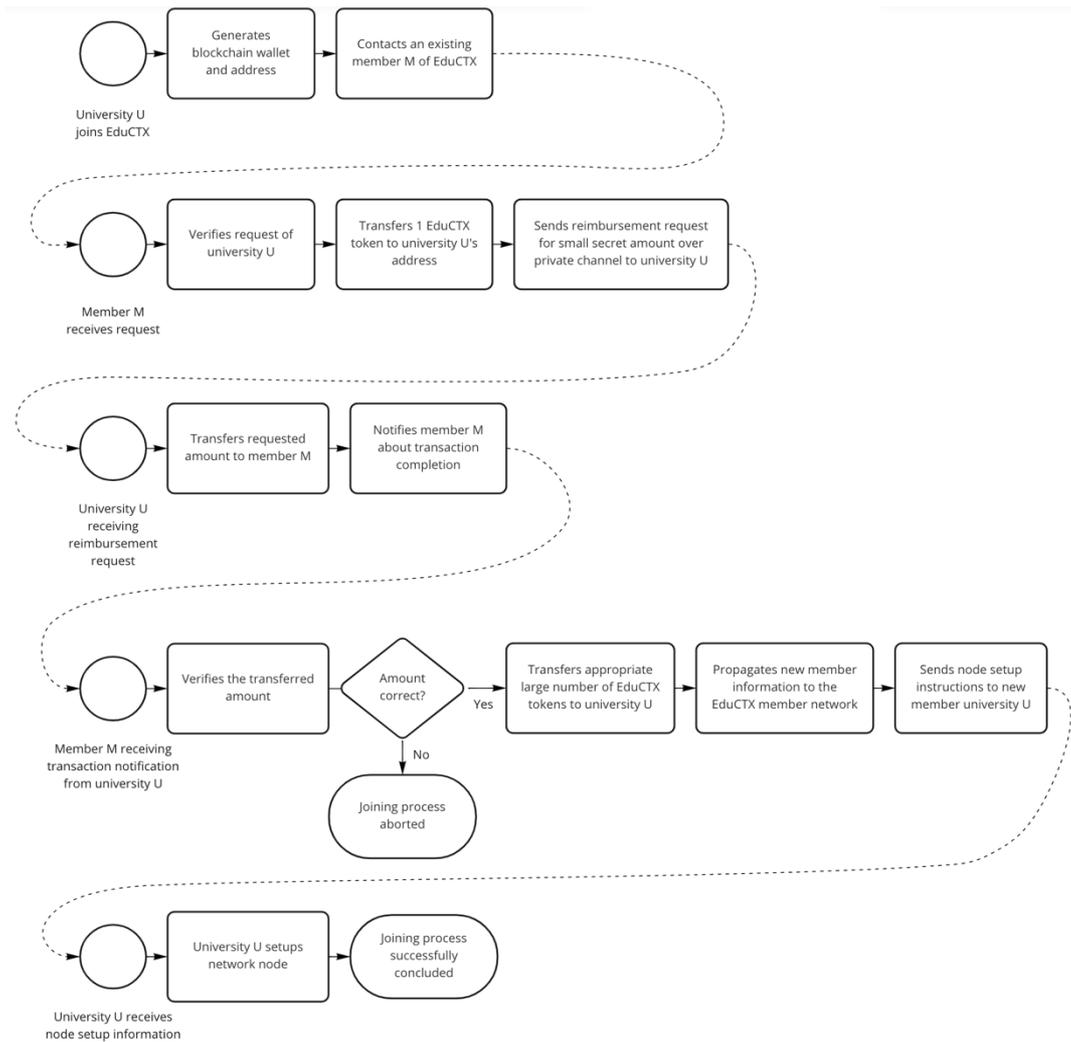 Generates
blockchain wallet
and address
Contacts an existing
member M of EduCTX
University U
joins EduCTX
Verifies request of
university U
Transfers 1 EduCTX
token to university U's
address
Sends reimbursement request
for small secret amount over
private channel to university U
Member M
receives request
Transfers requested
amount to member M
Notifies member M
about transaction
completion
University U
receiving
reimbursement
request
Verifies the transferred
amount
Amount
correct?
Yes
Transfers appropriate
large number of EduCTX
tokens to university U
Propagates new member
information to the
EduCTX member network
Sends node setup
instructions to new
member university U
Member M receiving
transaction notification
from university U
No
Joining process
aborted
University U setups
network node
Joining process
successfully
concluded
University U receives
node setup information